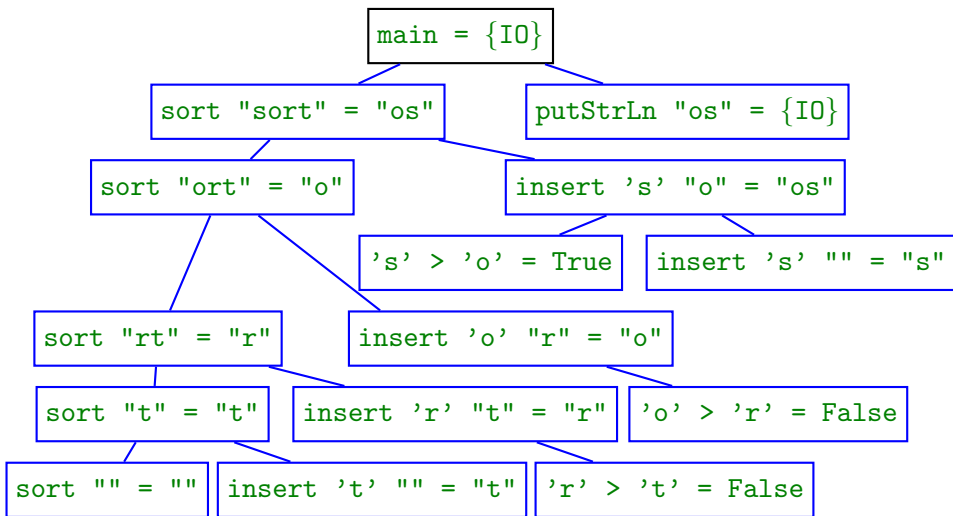 main = {IO}
sort "sort" = "os"
putStrLn "os" = {IO}
sort "ort" = "o"
insert 's' "o" = "os"
's' > 'o' = True
insert 's' "" = "s"
sort "rt" = "r"
insert 'o' "r" = "o"
sort "t" = "t"
insert 'r' "t" = "r"
'o' > 'r' = False
sort "" = ""
insert 't' "" = "t"
'r' > 't' = False